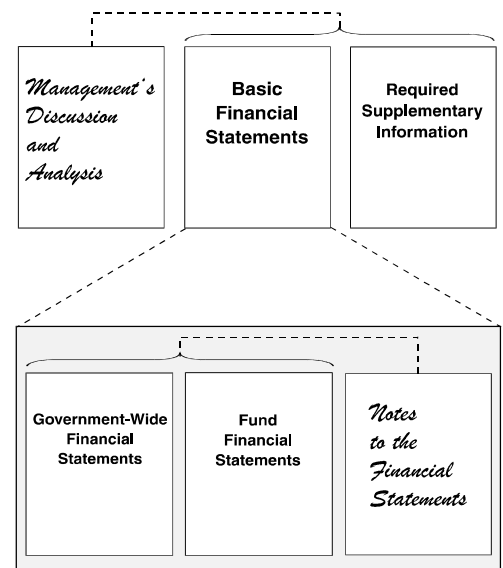 Management's
Discussion
and
Analysis
Basic
Financial
Statements
Required
Supplementary
Information
Government-Wide
Financial
Statements
Fund
Financial
Statements
Notes
to the
Financial
Statements